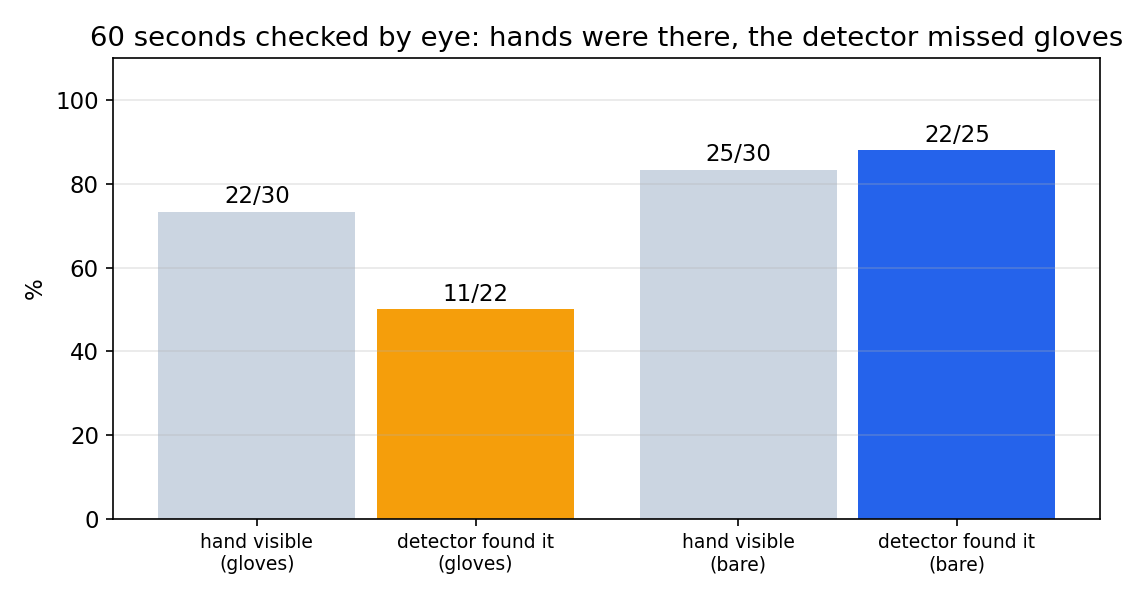 60 seconds checked by eye: hands were there, the detector missed gloves
%
100
80
60
40
20
0
22/30
11/22
25/30
22/25
hand visible
(gloves)
detector found it
(gloves)
hand visible
(bare)
detector found it
(bare)